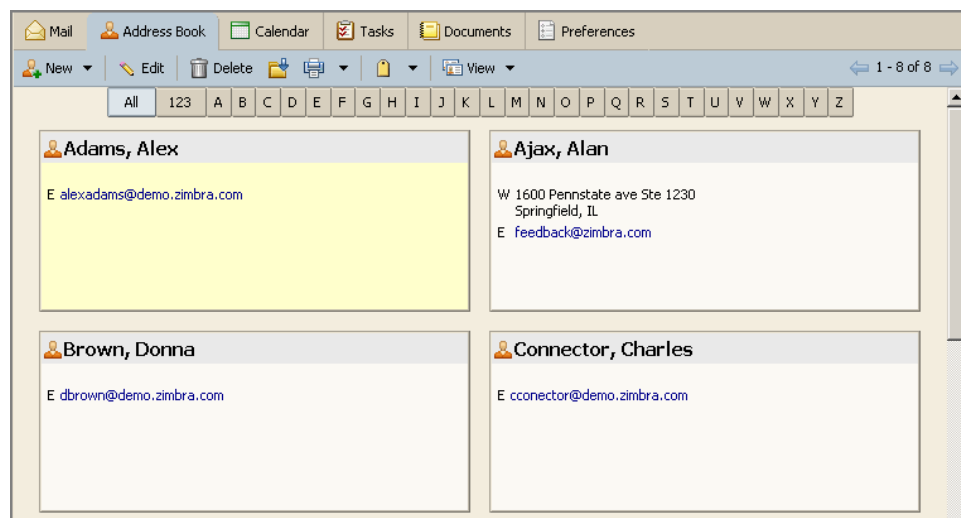 Mail Address Book Calendar Tasks Documents Preferences
New Edit Delete View 1 - 8 of 8
All 123 A B C D E F G H I J K L M N O P Q R S T U V W X Y Z
Adams, Alex
E alexadams@demo.zimbra.com
Ajax, Alan
W 1600 Pennstate ave Ste 1230
Springfield, IL
E feedback@zimbra.com
Brown, Donna
E dbrown@demo.zimbra.com
Connector, Charles
E cconector@demo.zimbra.com